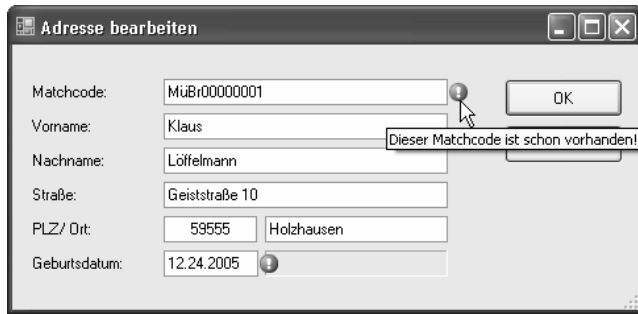 Adresse bearbeiten
Matchcode: MüBr00000001 OK
Vorname: Klaus
Dieser Matchcode ist schon vorhanden!
Nachname: Löffelmann
Straße: Geiststraße 10
PLZ/ Ort: 59555 Holzhausen
Geburtsdatum: 12.24.2005